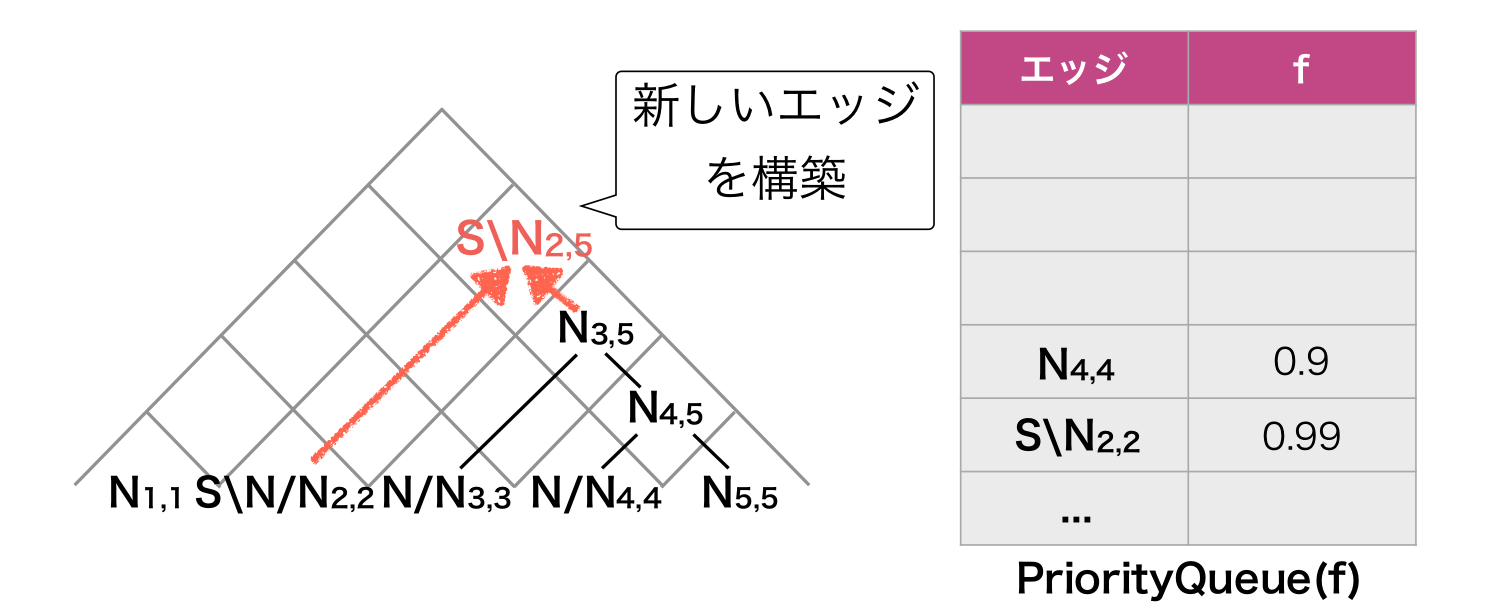 新しいエッジ
を構築
S\N2,5
N3,5
N4,5
N1,1 S\N/N2,2 N/N3,3 N/N4,4 N5,5
エッジ f
N4,4 0.9
S\N2,2 0.99
...
PriorityQueue(f)